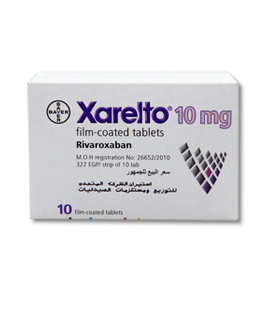 BAYER
BAYER
Xarelto® 10 mg
film-coated tablets
Rivaroxaban
M.O.H registration No: 26652/2010
322 EGP/ strip of 10 tab
سعر البيع للجمهور
استيراد الشركة المتحدة
للتوزيع ومستلزمات الصيدليات
10 film-coated tablets